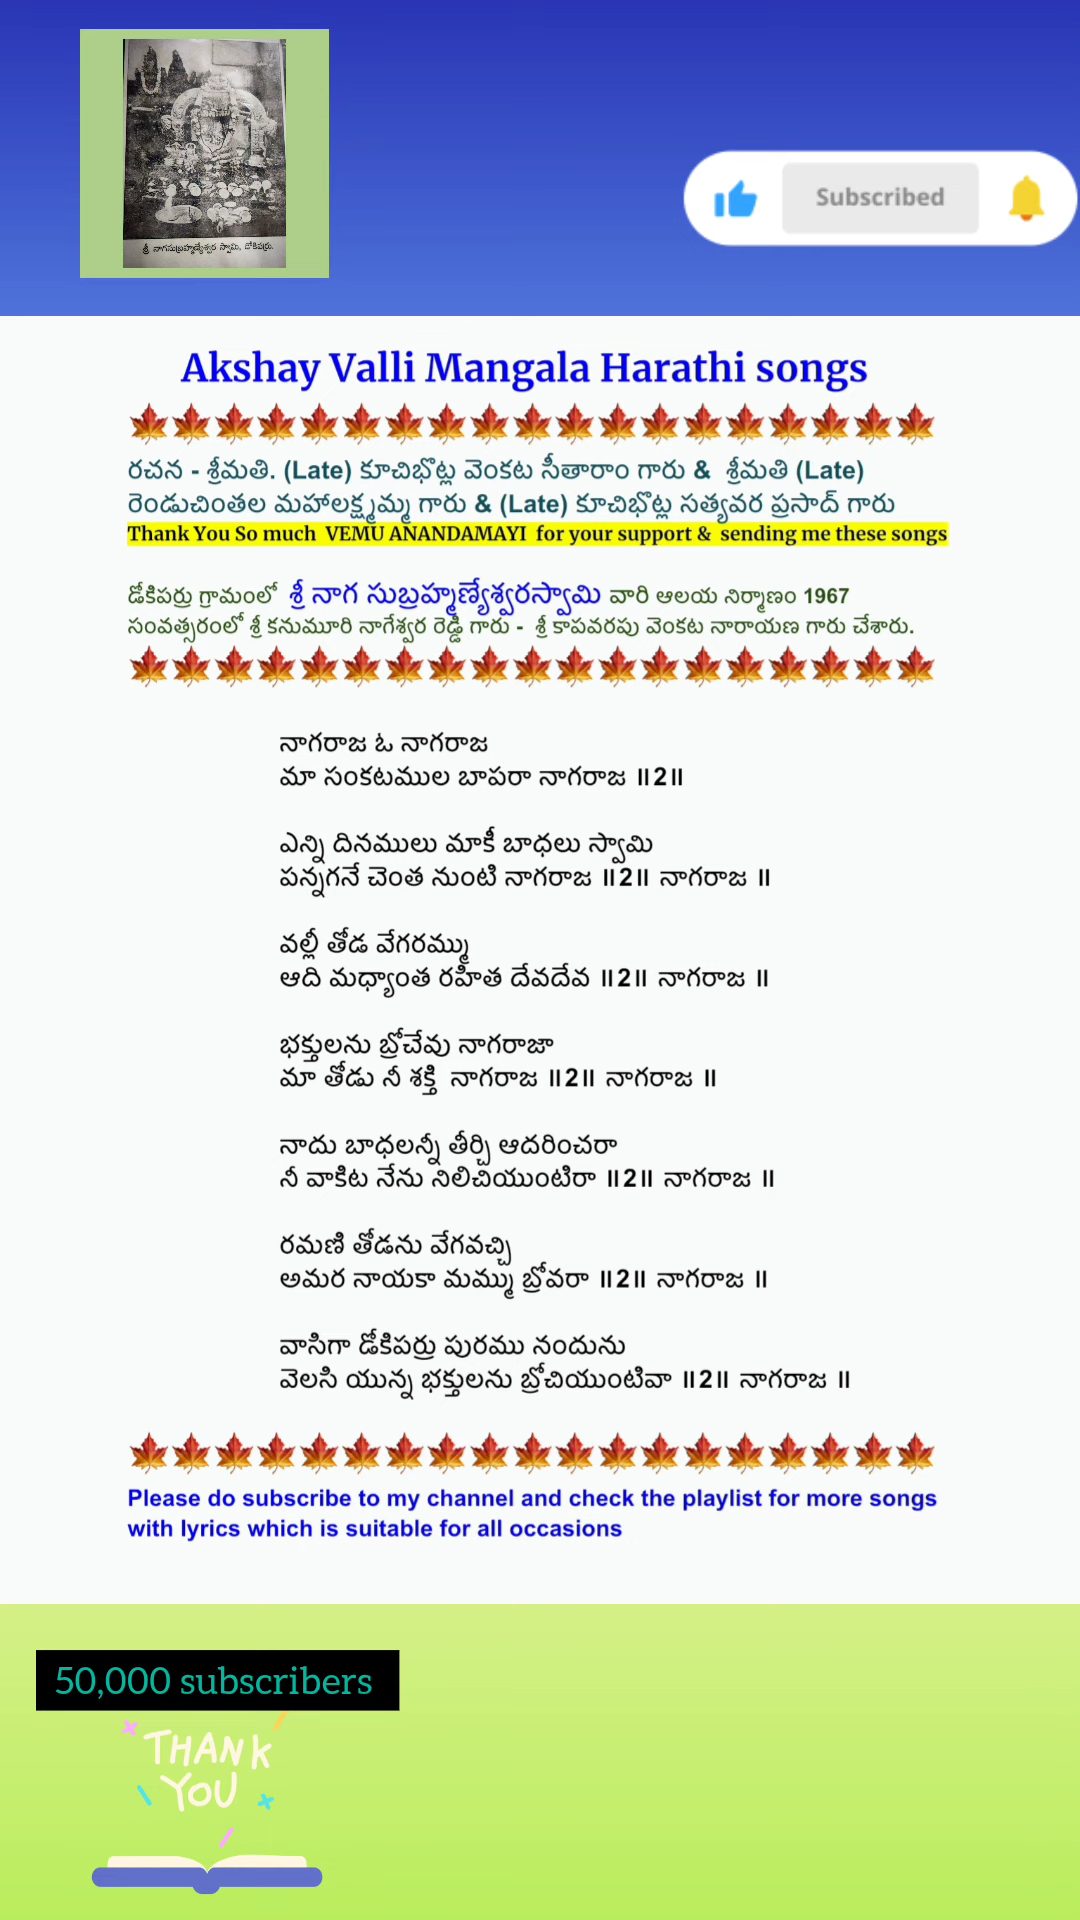 శ్రీ నాగసుబ్రహ్మణ్యేశ్వర స్వామి, డోకిపర్రు.
Subscribed
Akshay Valli Mangala Harathi songs
రచన - శ్రీమతి. (Late) కూచిభొట్ల వెంకట సీతారాం గారు & శ్రీమతి (Late)
రెండుచింతల మహాలక్ష్మమ్మ గారు & (Late) కూచిభొట్ల సత్యవర ప్రసాద్ గారు
Thank You So much VEMU ANANDAMAYI for your support & sending me these songs
డోకిపర్రు గ్రామంలో శ్రీ నాగ సుబ్రహ్మణ్యేశ్వరస్వామి వారి ఆలయ నిర్మాణం 1967
సంవత్సరంలో శ్రీ కనుమూరి నాగేశ్వర రెడ్డి గారు - శ్రీ కాపవరపు వెంకట నారాయణ గారు చేశారు.
నాగరాజ ఓ నాగరాజ
మా సంకటముల బాపరా నాగరాజ ॥2॥
ఎన్ని దినములు మాకీ బాధలు స్వామి
పన్నగనే చెంత నుంటి నాగరాజ ॥2॥ నాగరాజ ॥
వల్లీ తోడ వేగరమ్ము
ఆది మధ్యాంత రహిత దేవదేవ ॥2॥ నాగరాజ ॥
భక్తులను బ్రోచేవు నాగరాజా
మా తోడు నీ శక్తి నాగరాజ ॥2॥ నాగరాజ ॥
నాదు బాధలన్నీ తీర్చి ఆదరించరా
నీ వాకిట నేను నిలిచియుంటిరా ॥2॥ నాగరాజ ॥
రమణి తోడను వేగవచ్చి
అమర నాయకా మమ్ము బ్రోవరా ॥2॥ నాగరాజ ॥
వాసిగా డోకిపర్రు పురము నందును
వెలసి యున్న భక్తులను బ్రోచియుంటివా ॥2॥ నాగరాజ ॥
Please do subscribe to my channel and check the playlist for more songs
with lyrics which is suitable for all occasions
50,000 subscribers
THANK
YOU